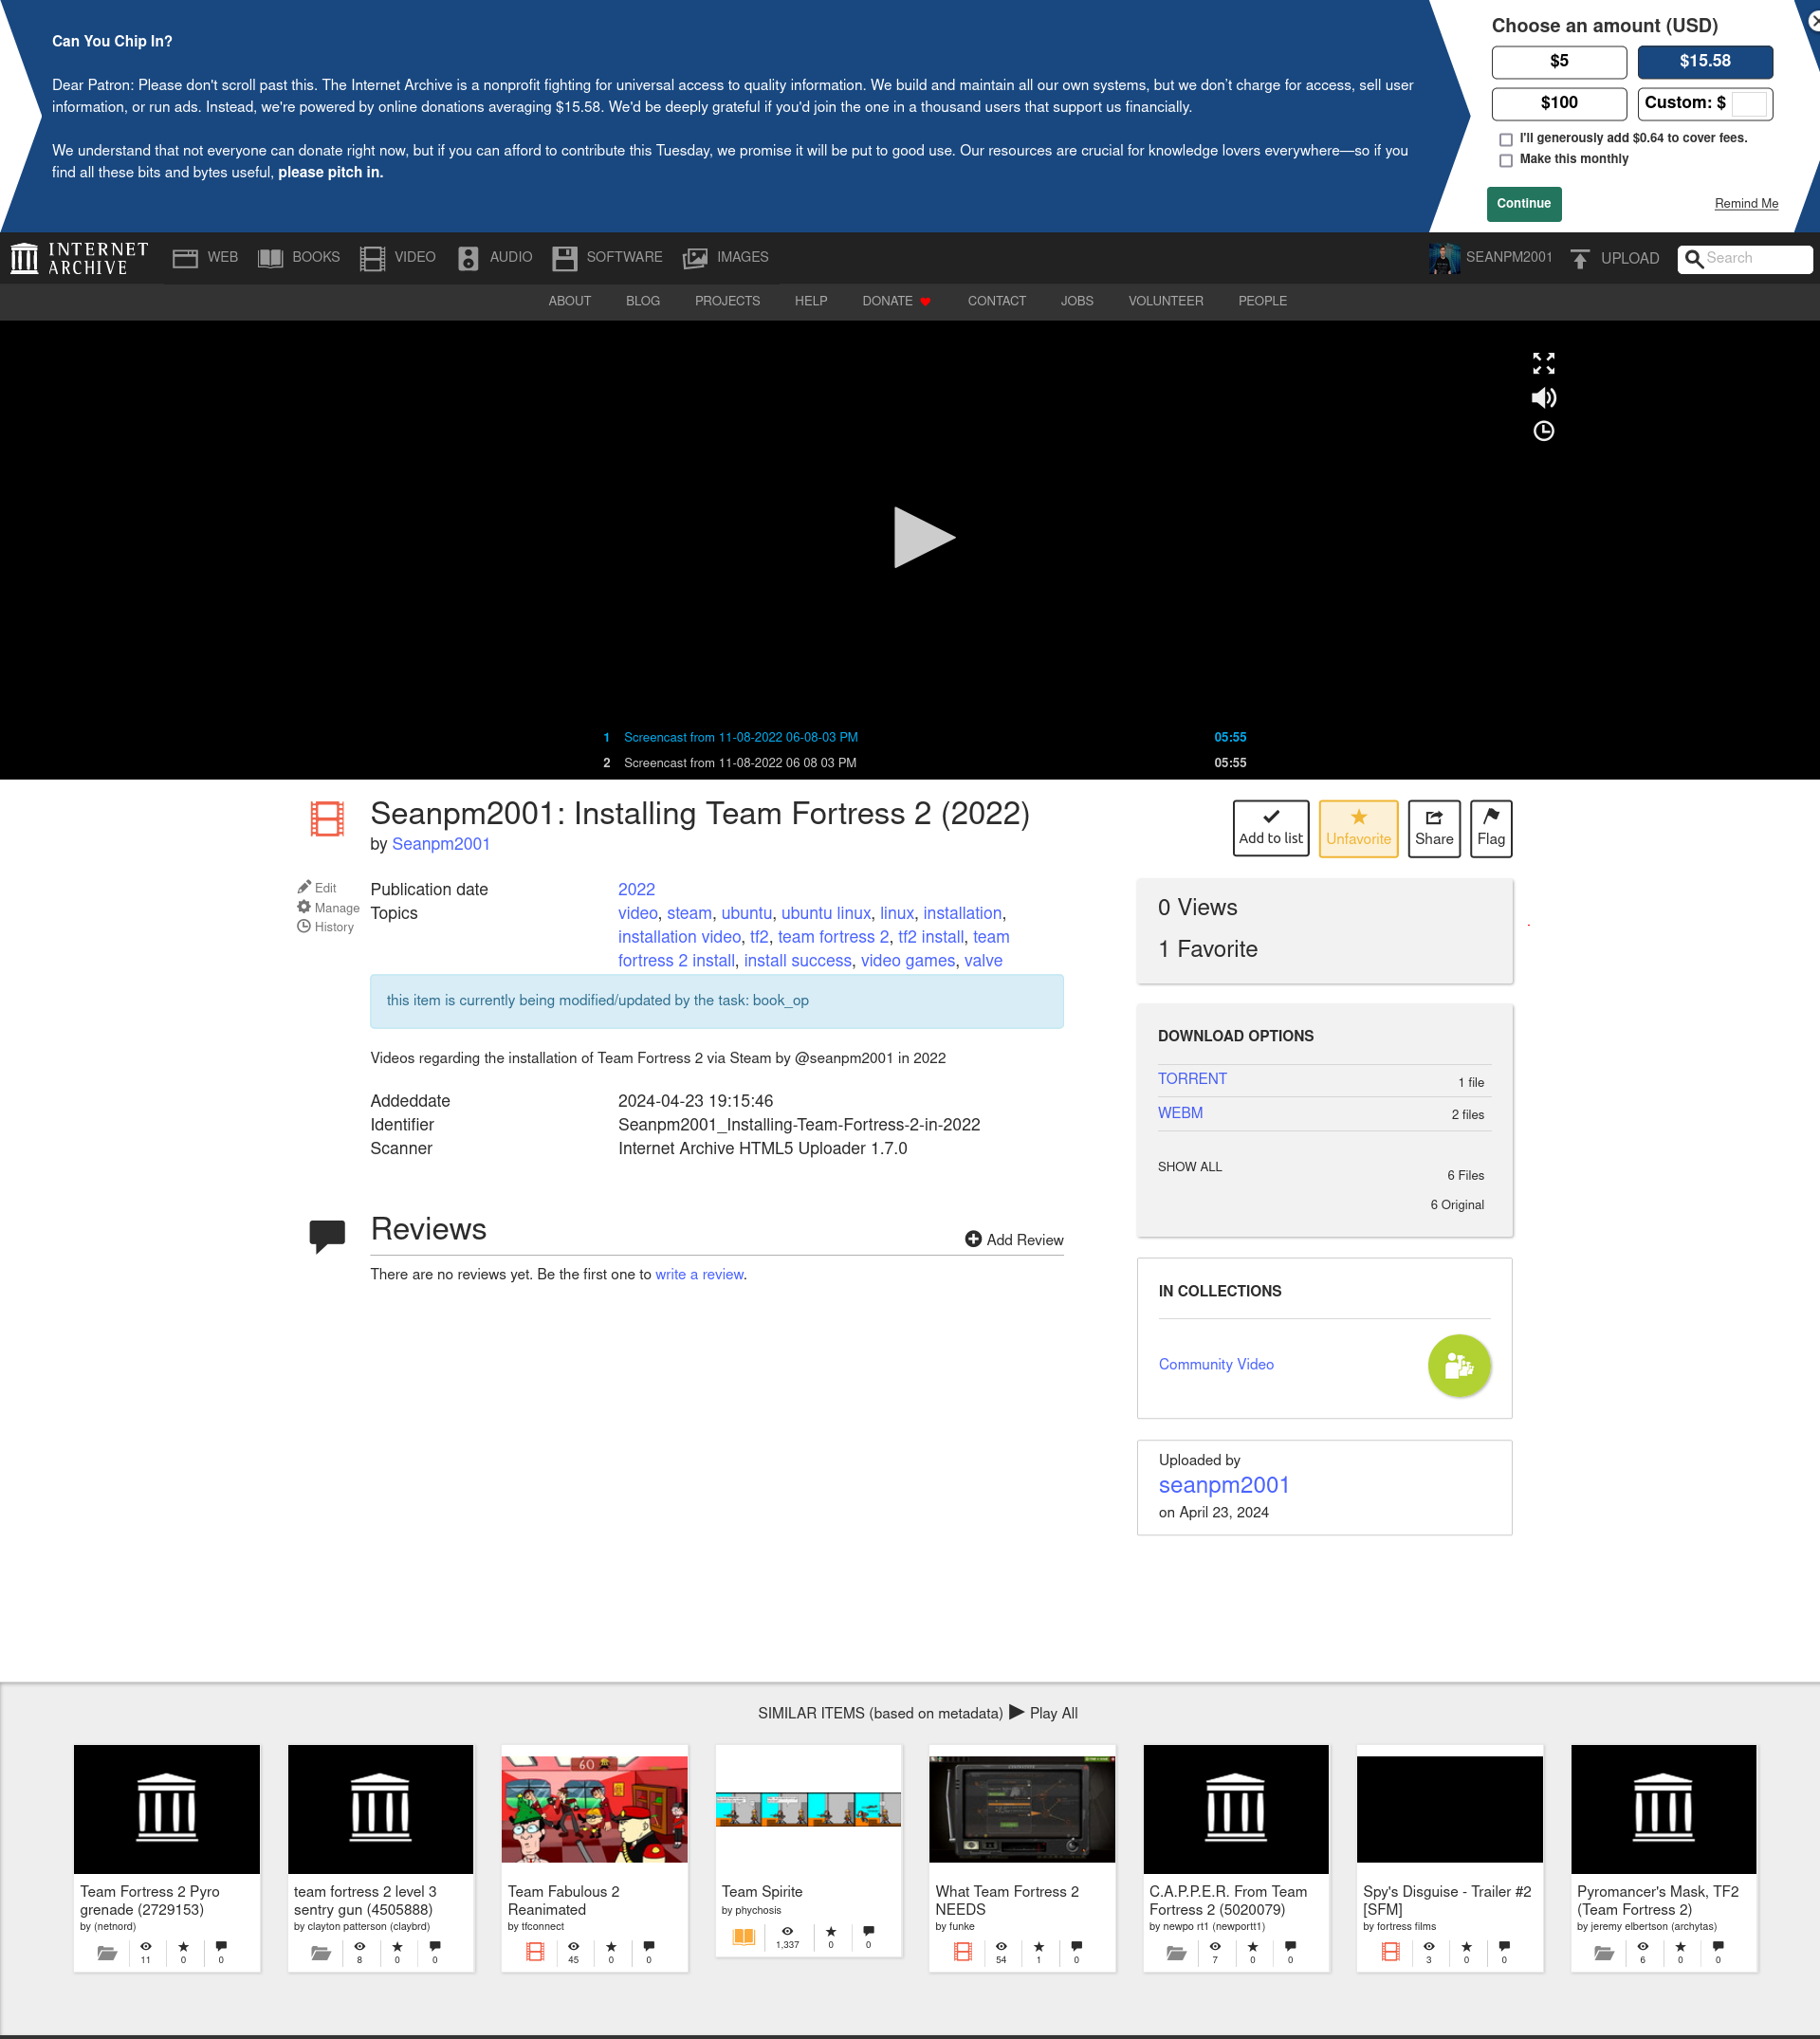 Can You Chip In?
Dear Patron: Please don't scroll past this. The Internet Archive is a nonprofit fighting for universal access to quality information. We build and maintain all our own systems, but we don't charge for access, sell user
information, or run ads. Instead, we're powered by online donations averaging $15.58. We'd be deeply grateful if you'd join the one in a thousand users that support us financially.
We understand that not everyone can donate right now, but if you can afford to contribute this Tuesday, we promise it will be put to good use. Our resources are crucial for knowledge lovers everywhere—so if you
find all these bits and bytes useful, please pitch in.
Choose an amount (USD)
$5
$15.58
$100
Custom: $
I'll generously add $0.64 to cover fees.
Make this monthly
Continue
Remind Me
INTERNET
ARCHIVE
WEB
BOOKS
VIDEO
AUDIO
SOFTWARE
IMAGES
SEANPM2001
UPLOAD
Search
ABOUT
BLOG
PROJECTS
HELP
DONATE
CONTACT
JOBS
VOLUNTEER
PEOPLE
1 Screencast from 11-08-2022 06-08-03 PM 05:55
2 Screencast from 11-08-2022 06 08 03 PM 05:55
Seanpm2001: Installing Team Fortress 2 (2022)
by Seanpm2001
Add to list
Unfavorite
Share
Flag
Edit
Manage
History
Publication date 2022
Topics video, steam, ubuntu, ubuntu linux, linux, installation,
installation video, tf2, team fortress 2, tf2 install, team
fortress 2 install, install success, video games, valve
this item is currently being modified/updated by the task: book_op
Videos regarding the installation of Team Fortress 2 via Steam by @seanpm2001 in 2022
Addeddate 2024-04-23 19:15:46
Identifier Seanpm2001_Installing-Team-Fortress-2-in-2022
Scanner Internet Archive HTML5 Uploader 1.7.0
Reviews
Add Review
There are no reviews yet. Be the first one to write a review.
0 Views
1 Favorite
DOWNLOAD OPTIONS
TORRENT 1 file
WEBM 2 files
SHOW ALL 6 Files
6 Original
IN COLLECTIONS
Community Video
Uploaded by
seanpm2001
on April 23, 2024
SIMILAR ITEMS (based on metadata) Play All
Team Fortress 2 Pyro
grenade (2729153)
by (netnord)
11 0 0
team fortress 2 level 3
sentry gun (4505888)
by clayton patterson (claybrd)
8 0 0
60
Team Fabulous 2
Reanimated
by tfconnect
45 0 0
Team Spirite
by phychosis
1,337 0 0
What Team Fortress 2
NEEDS
by funke
54 1 0
C.A.P.P.E.R. From Team
Fortress 2 (5020079)
by newpo rt1 (newportt1)
7 0 0
Spy's Disguise - Trailer #2
[SFM]
by fortress films
3 0 0
Pyromancer's Mask, TF2
(Team Fortress 2)
by jeremy elbertson (archytas)
6 0 0